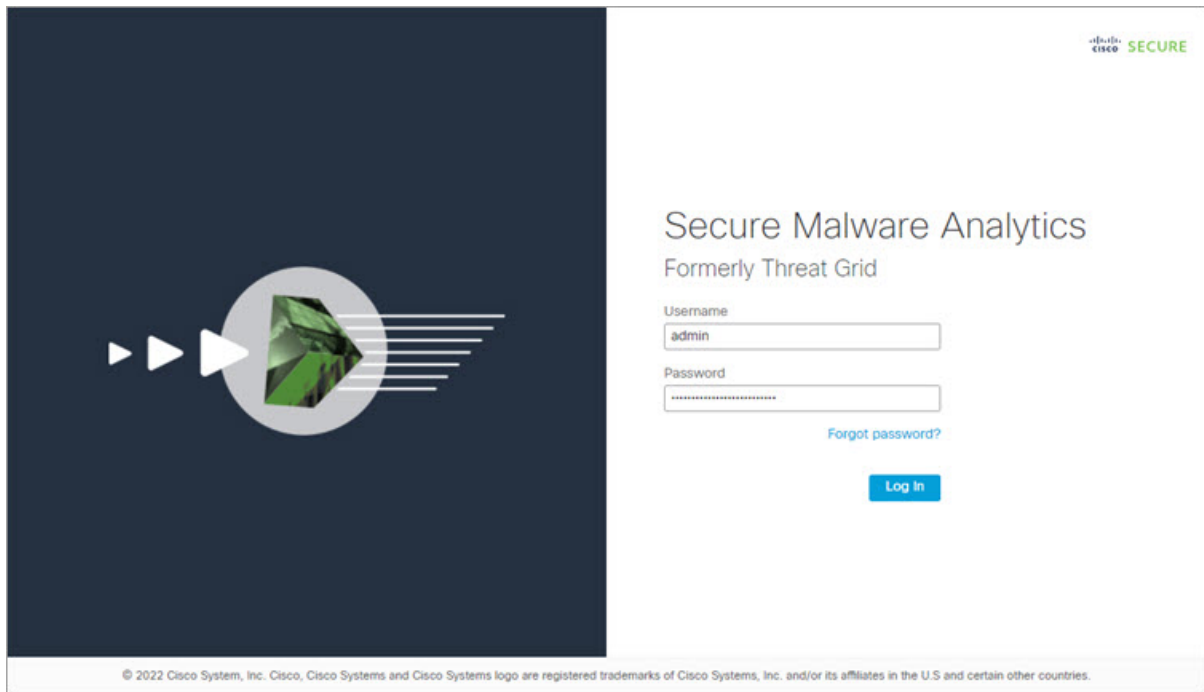 CISCO SECURE
Secure Malware Analytics
Formerly Threat Grid
Username
admin
Password
Forgot password?
Log In
© 2022 Cisco System, Inc. Cisco, Cisco Systems and Cisco Systems logo are registered trademarks of Cisco Systems, Inc. and/or its affiliates in the U.S and certain other countries.